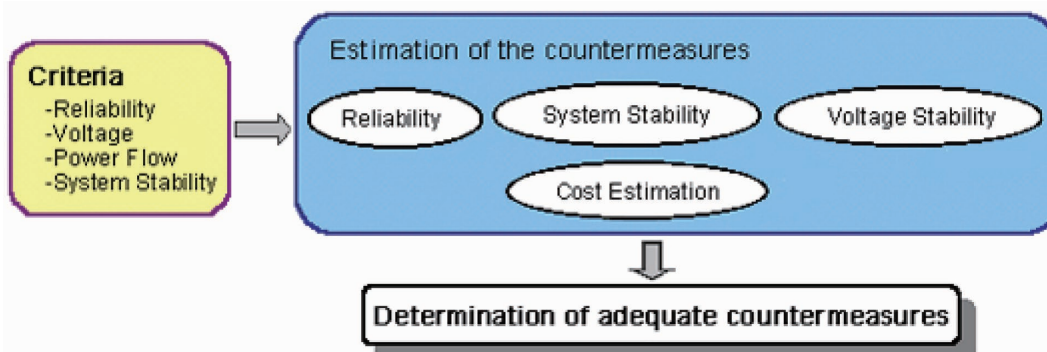 Criteria
-Reliability
-Voltage
-Power Flow
-System Stability
Estimation of the countermeasures
Reliability
System Stability
Voltage Stability
Cost Estimation
Determination of adequate countermeasures